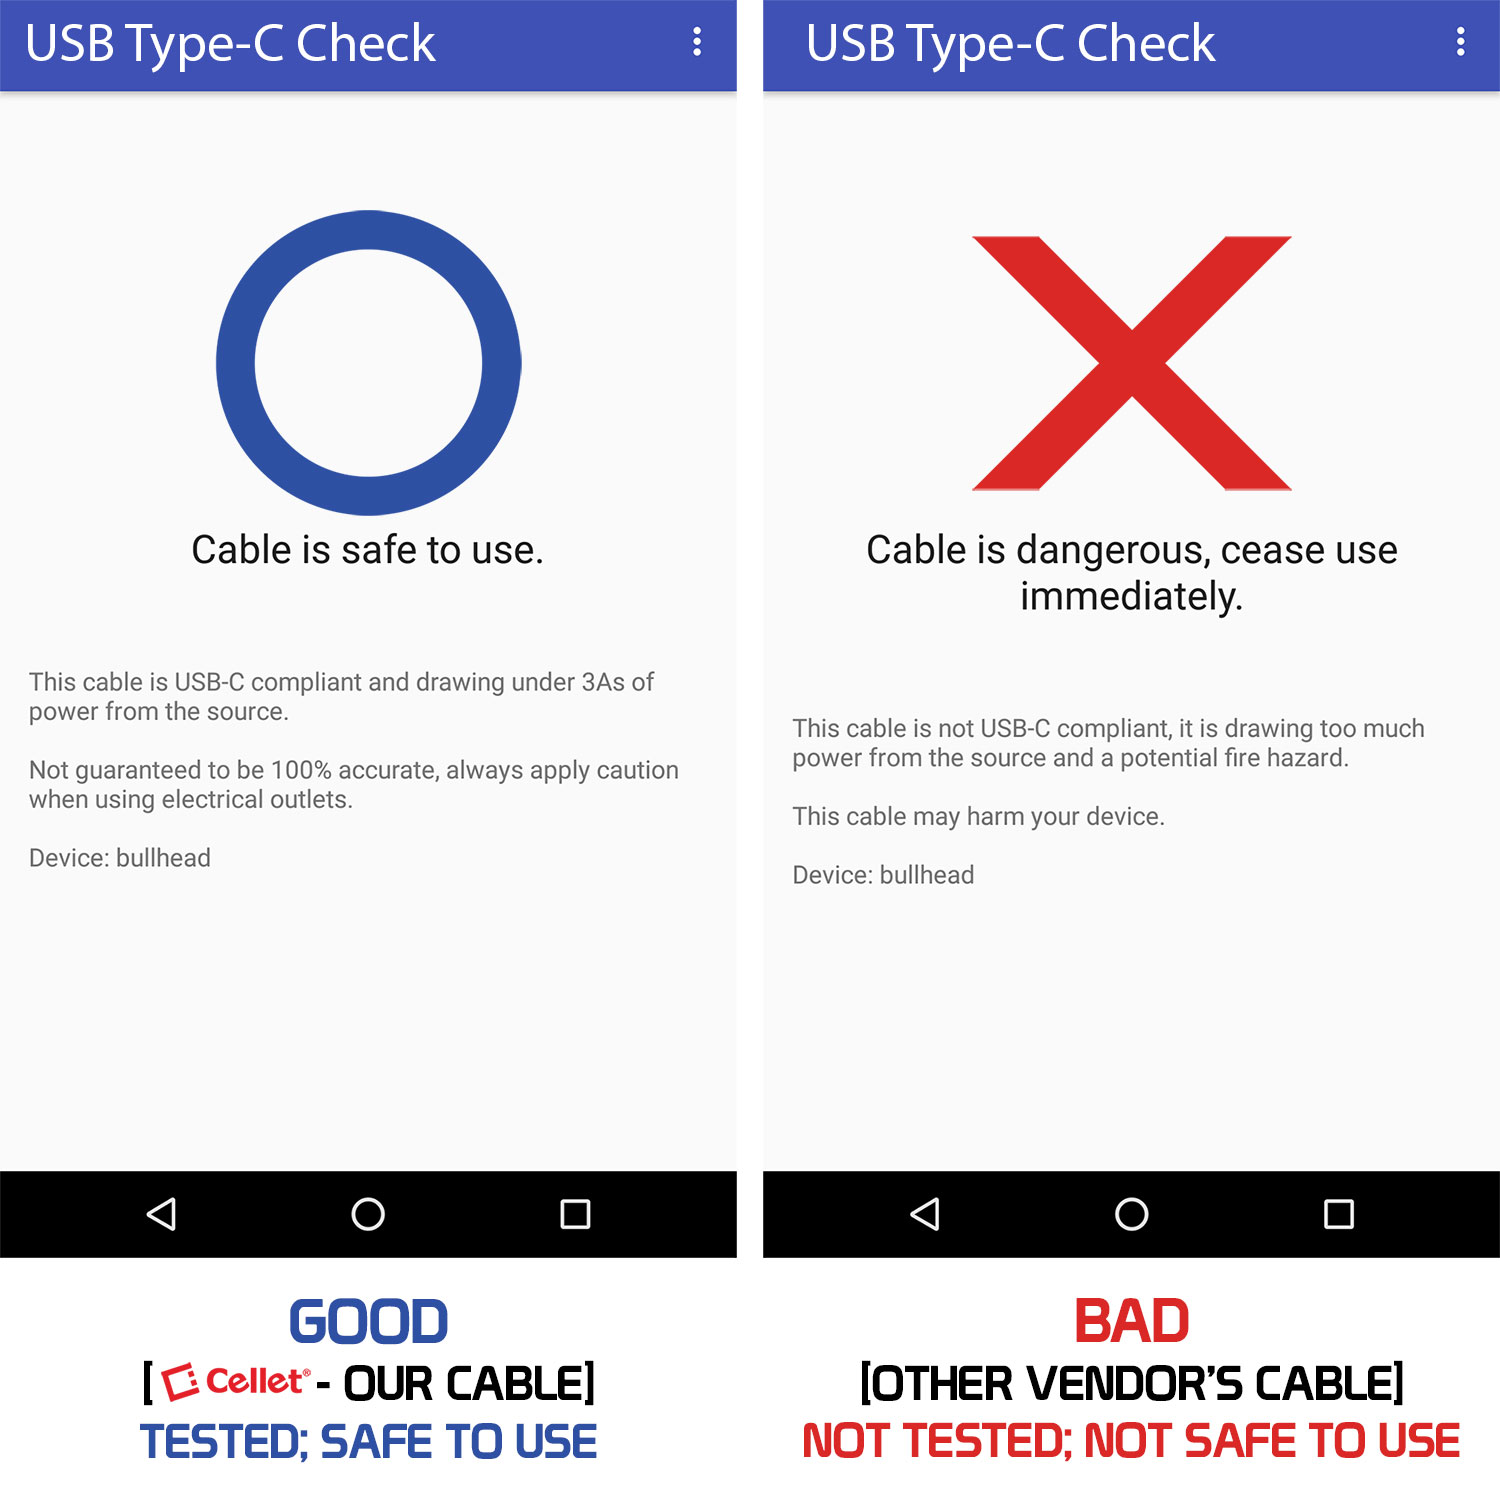 USB Type-C Check
Cable is safe to use.
This cable is USB-C compliant and drawing under 3As of
power from the source.
Not guaranteed to be 100% accurate, always apply caution
when using electrical outlets.
Device: bullhead
GOOD
[ Cellet® - OUR CABLE]
TESTED; SAFE TO USE
USB Type-C Check
Cable is dangerous, cease use
immediately.
This cable is not USB-C compliant, it is drawing too much
power from the source and a potential fire hazard.
This cable may harm your device.
Device: bullhead
BAD
[OTHER VENDOR'S CABLE]
NOT TESTED; NOT SAFE TO USE